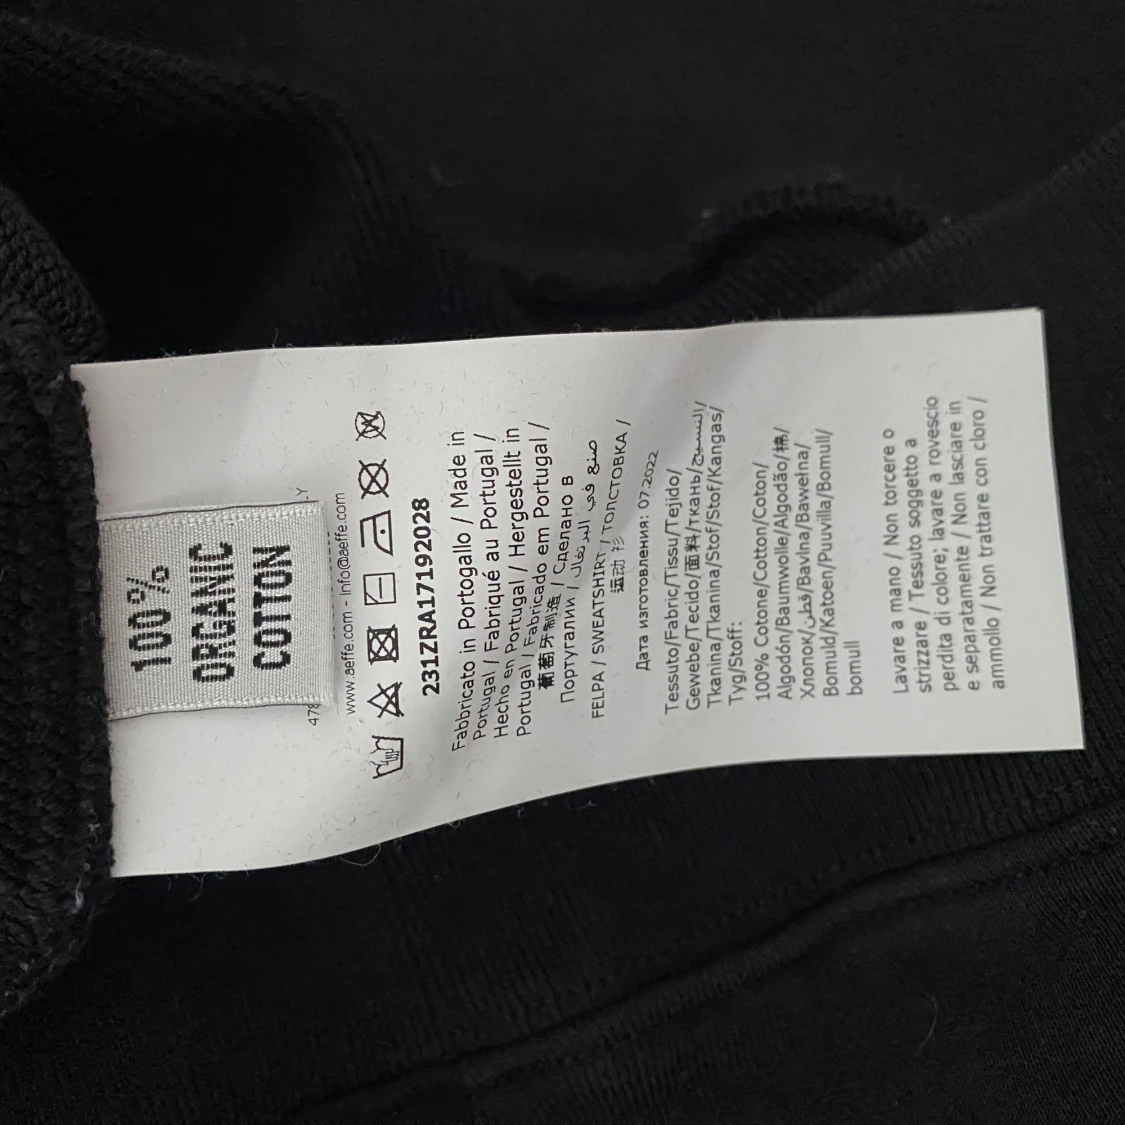 100%
ORGANIC
COTTON
478
-Y
www.aeffe.com - Info@aeffe.com
231ZRA17192028
Fabbricato in Portogallo / Made in
Portugal / Fabriqué au Portugal /
Hecho en Portugal / Hergestellt in
Portugal / Fabricado em Portugal /
葡萄牙制造 / Сделано в
Португалии / صنع في البرتغال
FELPA / SWEATSHIRT / ТОЛСТОВКА /
运动衫
Дата изготовления: 07.2022
Tessuto/Fabric/Tissu/Tejido/
Gewebe/Tecido/面料/ткань/النسيج/
Tkanina/Tkanina/Stof/Stof/Kangas/
Tyg/Stoff:
100% Cotone/Cotton/Coton/
Algodón/Baumwolle/Algodão/棉/
Хлопок/قطن/Bavlna/Bawełna/
Bomuld/Katoen/Puuvilla/Bomull/
bomull
Lavare a mano / Non torcere o
strizzare / Tessuto soggetto a
perdita di colore; lavare a rovescio
e separatamente / Non lasciare in
ammollo / Non trattare con cloro /